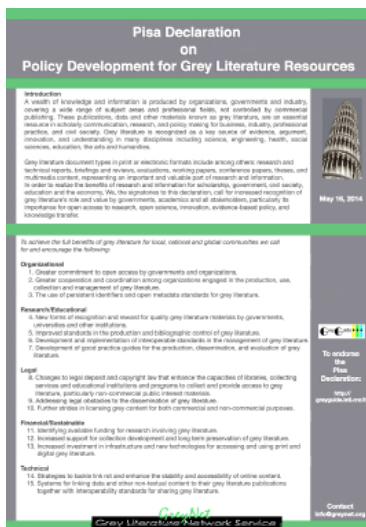 Pisa Declaration
on
Policy Development for Grey Literature Resources
Introduction
A wealth of knowledge and information is produced by organizations, governments and industry,
covering a wide range of subject areas and professional fields, not controlled by commercial
publishing. These publications, data and other materials known as grey literature, are an essential
resource in scholarly communication, research, and policy making for business, industry, professional
practice, and civil society. Grey literature is recognized as a key source of evidence, argument,
innovation, and understanding in many disciplines including science, engineering, health, social
sciences, education, the arts and humanities.
Grey literature document types in print or electronic formats include among others: research and
technical reports, briefings and reviews, evaluations, working papers, conference papers, theses, and
multimedia content, representing an important and valuable part of research and information.
In order to realize the benefits of research and information for scholarship, government, civil society,
education and the economy, We, the signatories to this declaration, call for increased recognition of
grey literature's role and value by governments, academics and all stakeholders, particularly its
importance for open access to research, open science, innovation, evidence-based policy, and
knowledge transfer.
May 16, 2014
To achieve the full benefits of grey literature for local, national and global communities we call
for and encourage the following:
Organizational
1. Greater commitment to open access by governments and organizations.
2. Greater cooperation and coordination among organizations engaged in the production, use,
collection and management of grey literature.
3. The use of persistent identifiers and open metadata standards for grey literature.
Research/Educational
4. New forms of recognition and reward for quality grey literature materials by governments,
universities and other institutions.
5. Improved standards in the production and bibliographic control of grey literature.
6. Development and implementation of interoperable standards in the management of grey literature.
7. Development of good practice guides for the production, dissemination, and evaluation of grey
literature.
Legal
8. Changes to legal deposit and copyright law that enhance the capacities of libraries, collecting
services and educational institutions and programs to collect and provide access to grey
literature, particularly non-commercial public interest materials.
9. Addressing legal obstacles to the dissemination of grey literature.
10. Further strides in licensing grey content for both commercial and non-commercial purposes.
Financial/Sustainable
11. Identifying available funding for research involving grey literature.
12. Increased support for collection development and long term preservation of grey literature.
13. Increased investment in infrastructure and new technologies for accessing and using print and
digital grey literature.
Technical
14. Strategies to tackle link rot and enhance the stability and accessibility of online content.
15. Systems for linking data and other non-textual content to their grey literature publications
together with interoperability standards for sharing grey literature.
To endorse
the
Pisa
Declaration:
http://
greyguide.isti.cnr.it
Contact
info@greynet.org
GreyNet
Grey Literature Network Service